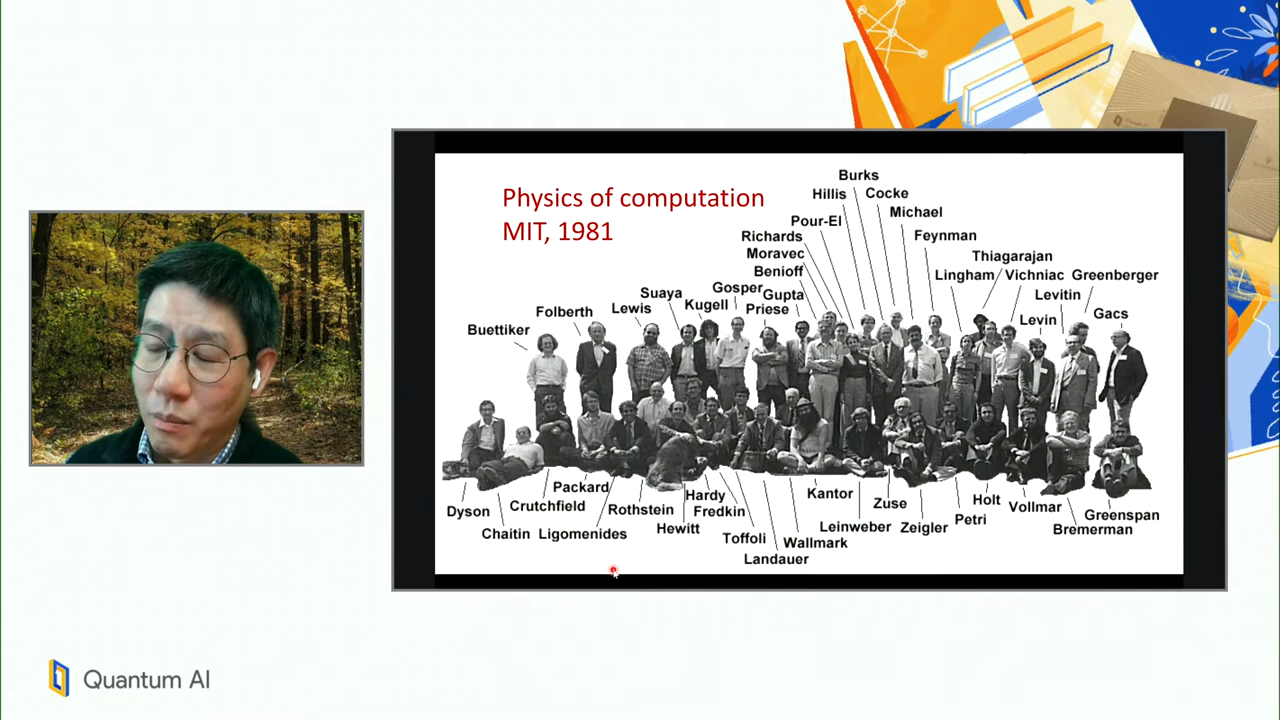 Physics of computation
MIT, 1981
Burks
Hillis
Cocke
Michael
Pour-El
Feynman
Richards
Moravec
Benioff
Thiagarajan
Lingham
Vichniac
Greenberger
Gosper
Gupta
Suaya
Kugell
Priese
Levitin
Lewis
Folberth
Levin
Gacs
Buettiker
Dyson
Chaitin
Crutchfield
Packard
Ligomenides
Rothstein
Hewitt
Hardy
Fredkin
Toffoli
Landauer
Wallmark
Kantor
Leinweber
Zuse
Zeigler
Petri
Holt
Vollmar
Bremerman
Greenspan
Quantum AI